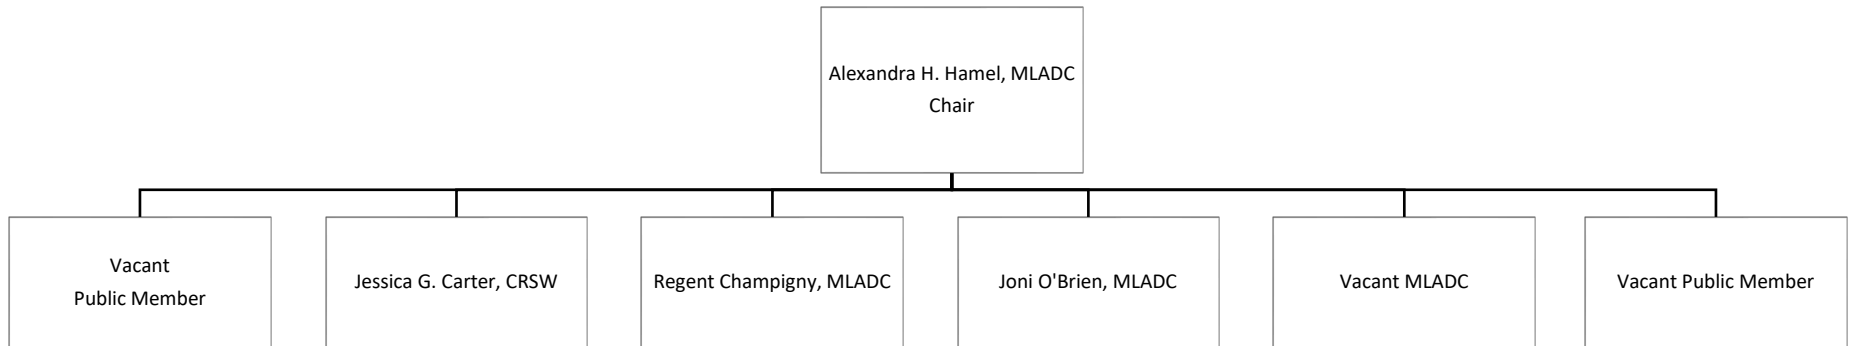 Alexandra H. Hamel, MLADC
Chair
Vacant
Public Member
Jessica G. Carter, CRSW
Regent Champigny, MLADC
Joni O'Brien, MLADC
Vacant MLADC
Vacant Public Member